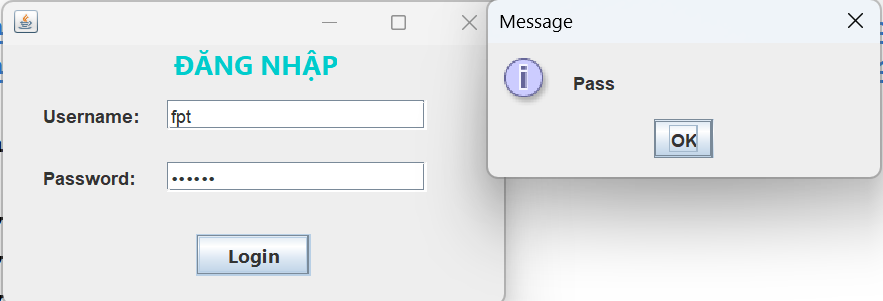 ĐĂNG NHẬP
Username: fpt
Password: ••••••
Login
Message
Pass
OK